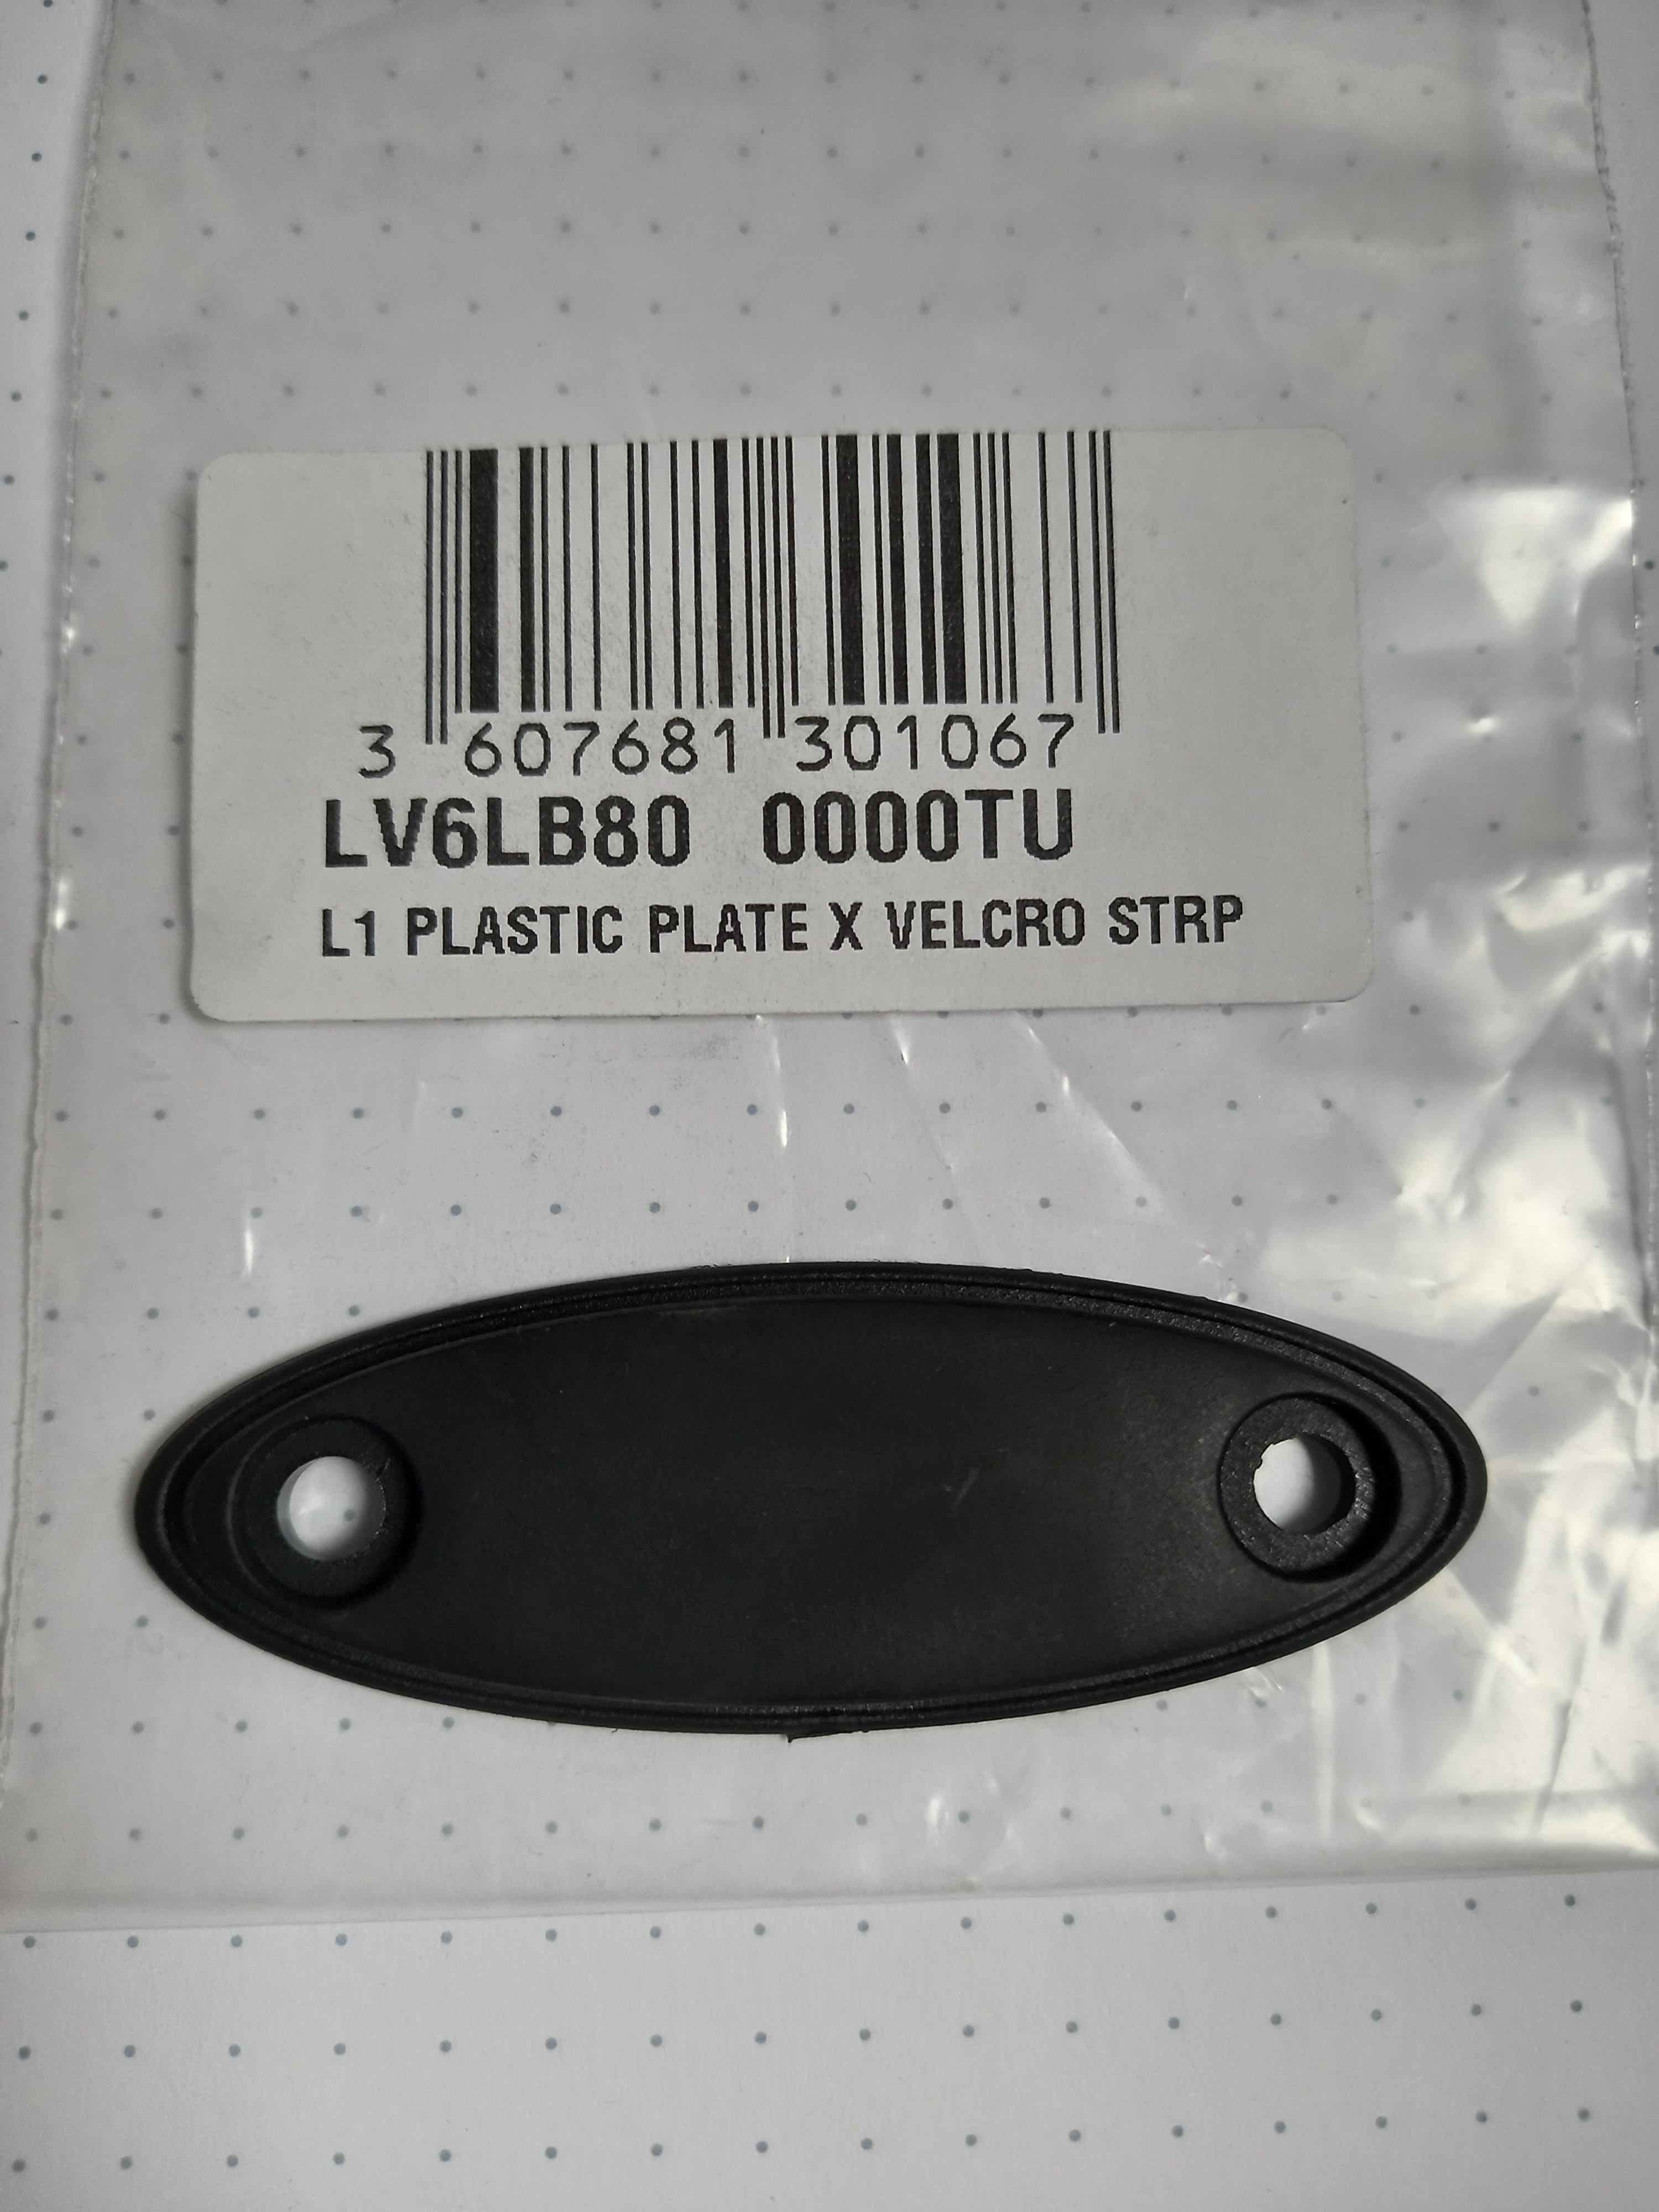 3 607681 301067
LV6LB80 0000TU
L1 PLASTIC PLATE X VELCRO STRP